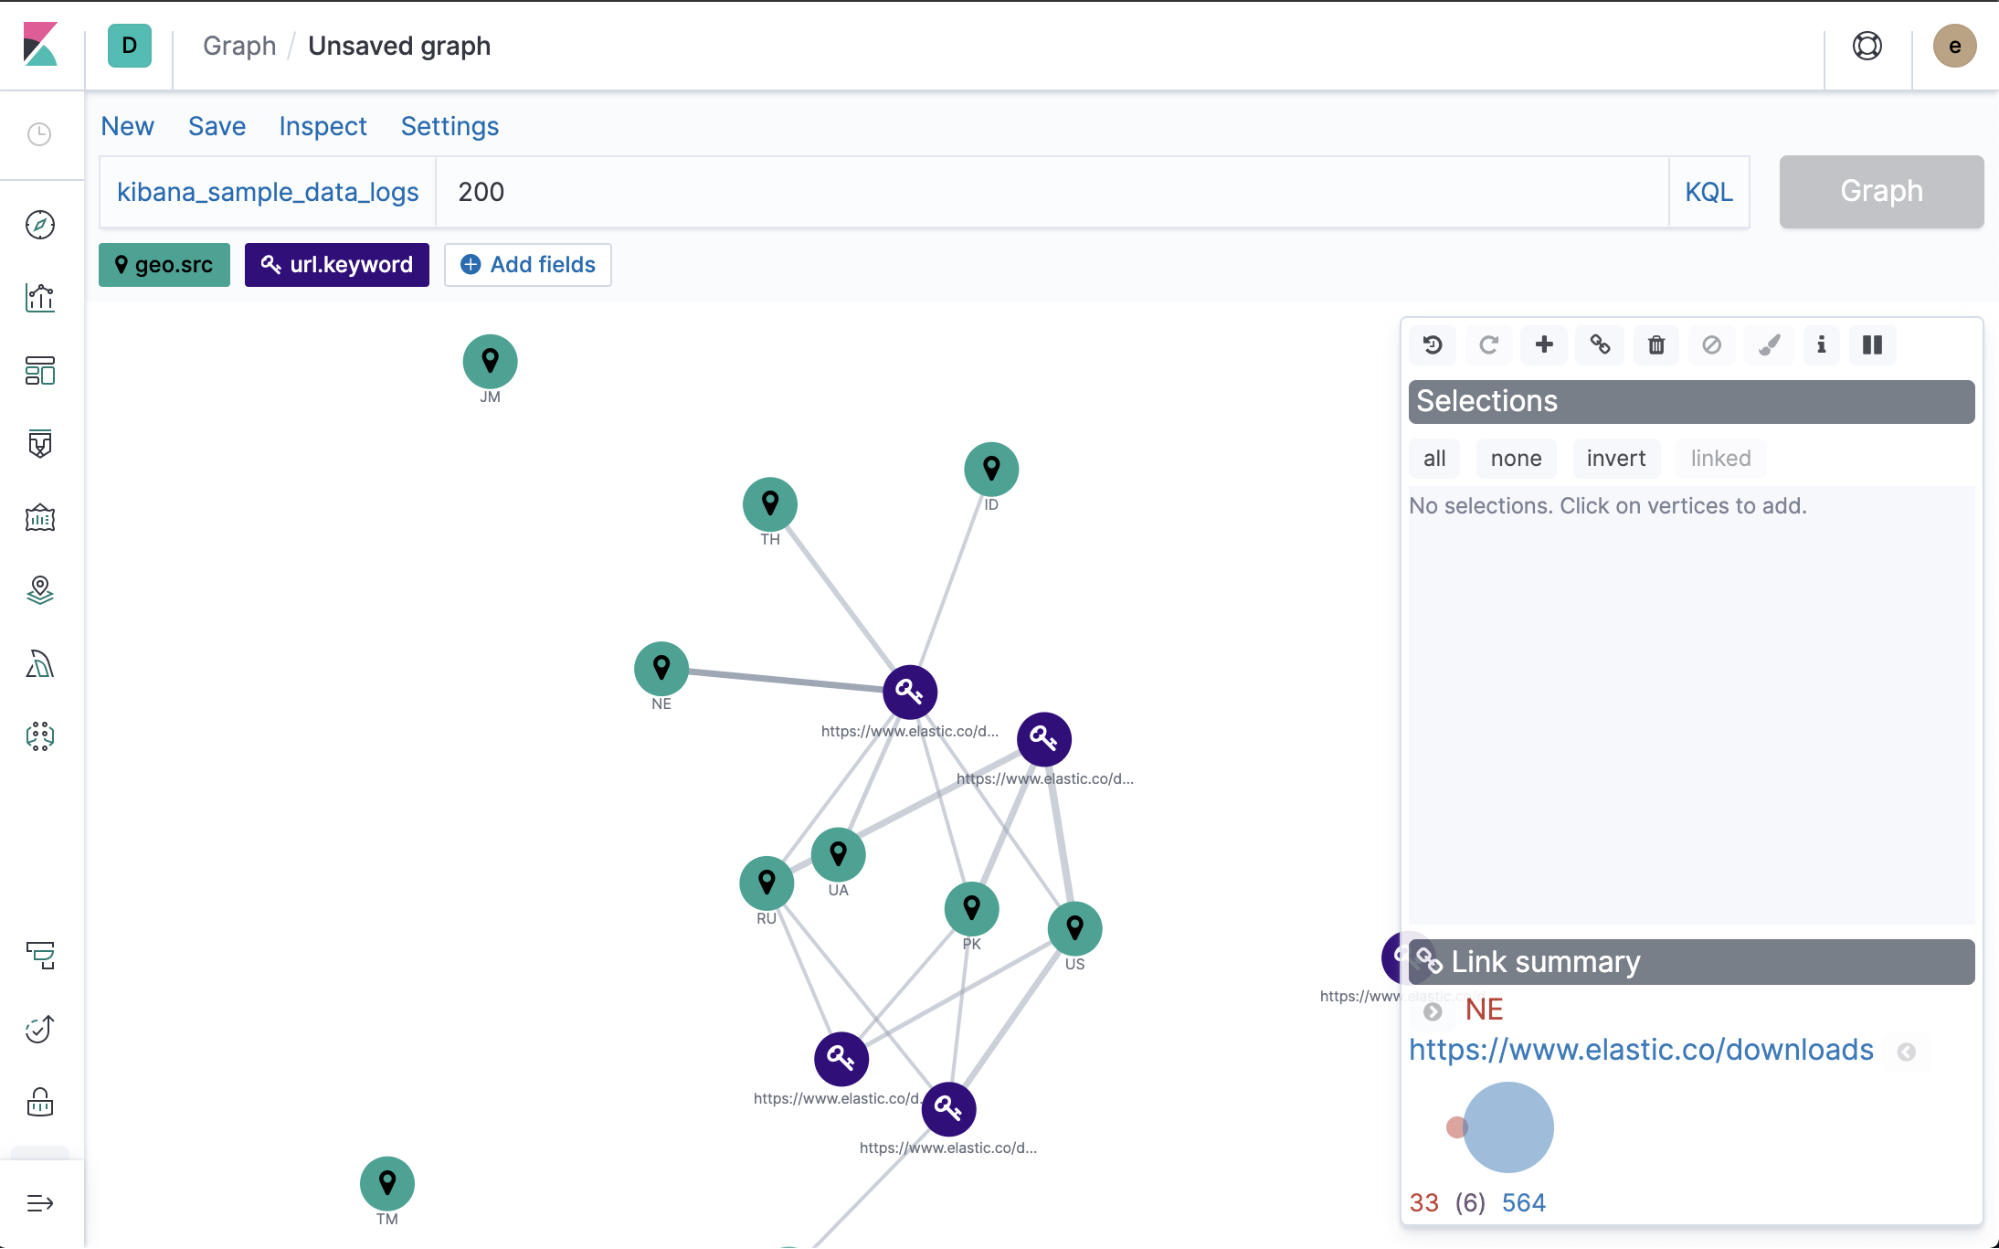 D Graph / Unsaved graph e
New Save Inspect Settings
kibana_sample_data_logs 200 KQL Graph
geo.src url.keyword Add fields
JM
ID
TH
NE
https://www.elastic.co/d...
https://www.elastic.co/d...
UA
RU
PK
US
https://www.elastic.co/d.
https://www.elastic.co/d...
TM
https://www.elastic.co/d...
Selections
all none invert linked
No selections. Click on vertices to add.
Link summary
NE
https://www.elastic.co/downloads
33 (6) 564